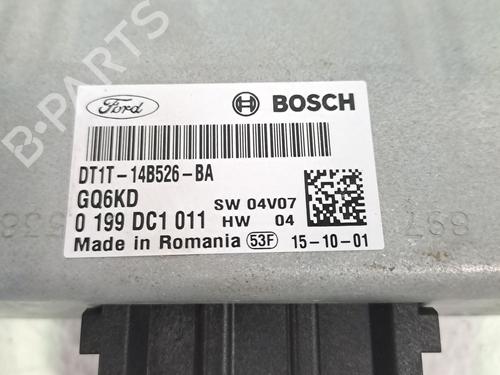 Ford
BOSCH
DT1T-14B526-BA
GQ6KD
SW 04V07
0 199 DC1 011
HW 04
Made in Romania
53F
15-10-01
B-PARTS